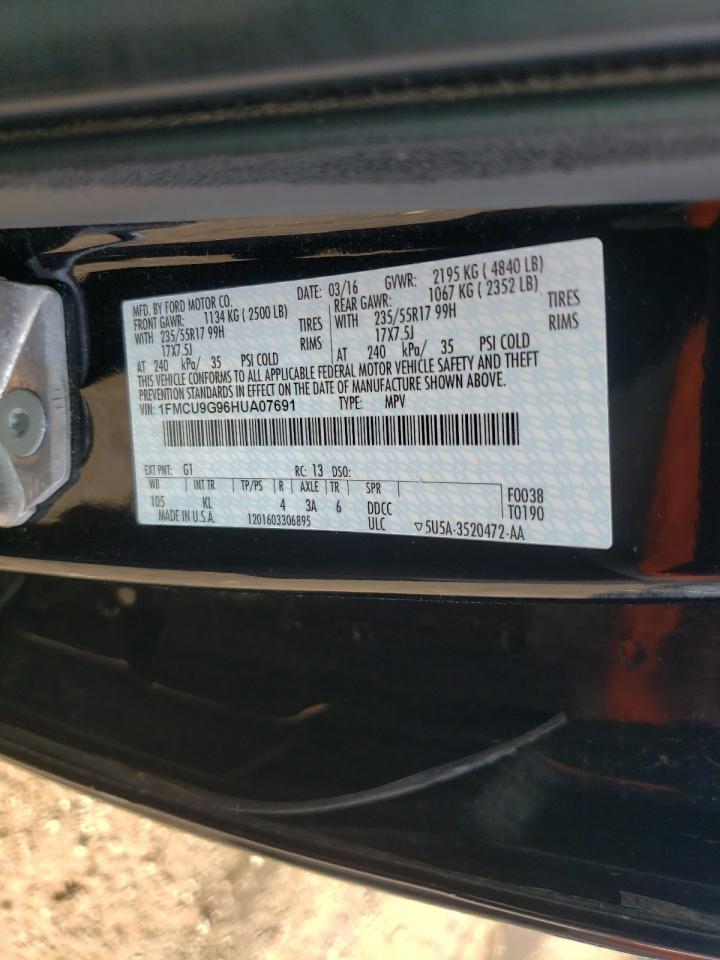 MFD. BY FORD MOTOR CO. DATE: 03/16 GVWR: 2195 KG ( 4840 LB)
FRONT GAWR: 1134 KG ( 2500 LB) REAR GAWR: 1067 KG ( 2352 LB)
WITH 235/55R17 99H TIRES WITH 235/55R17 99H TIRES
17X7.5J RIMS 17X7.5J RIMS
AT 240 kPa/ 35 PSI COLD AT 240 kPa/ 35 PSI COLD
THIS VEHICLE CONFORMS TO ALL APPLICABLE FEDERAL MOTOR VEHICLE SAFETY AND THEFT
PREVENTION STANDARDS IN EFFECT ON THE DATE OF MANUFACTURE SHOWN ABOVE.
VIN: 1FMCU9G96HUA07691 TYPE: MPV
EXT PNT: G1 RC: 13 DSO:
WB INT TR TP/PS R AXLE TR SPR F0038
105 KL 4 3A 6 DDCC T0190
MADE IN U.S.A. 1201603306895 ULC ▽5U5A-3520472-AA